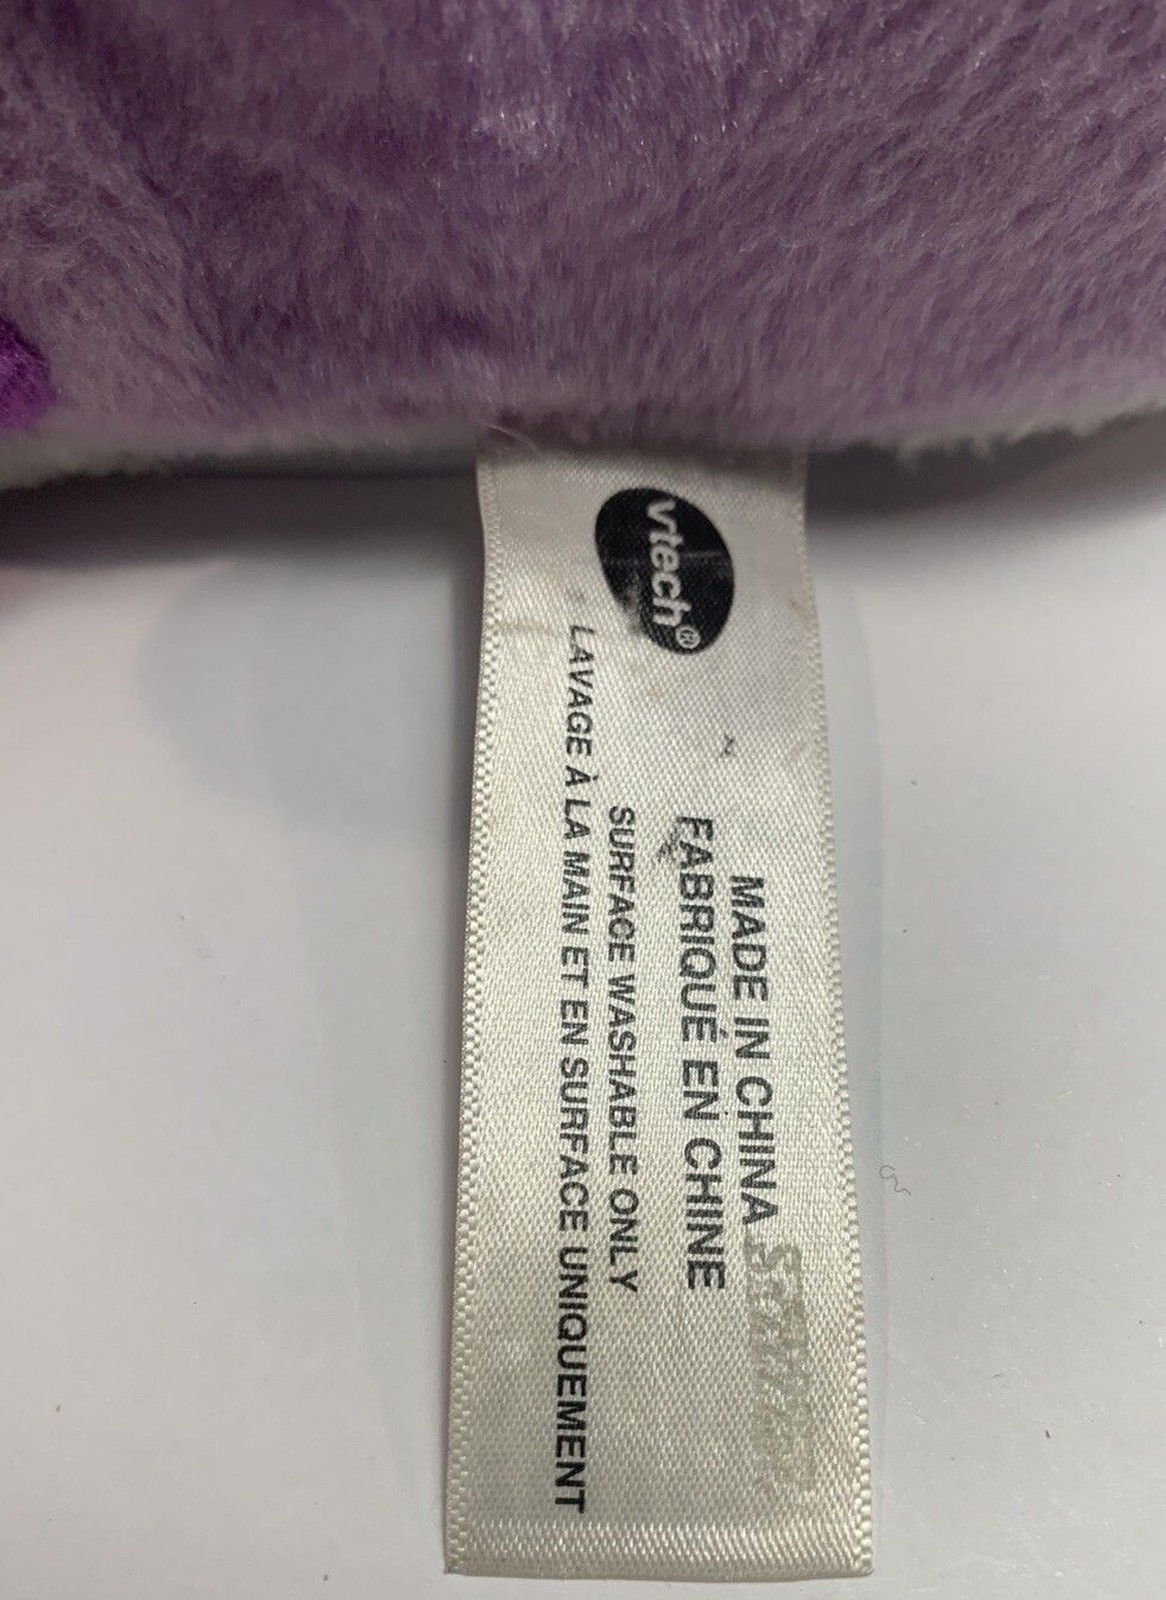 vtech®
MADE IN CHINA
FABRIQUÉ EN CHINE
SURFACE WASHABLE ONLY
LAVAGE À LA MAIN ET EN SURFACE UNIQUEMENT